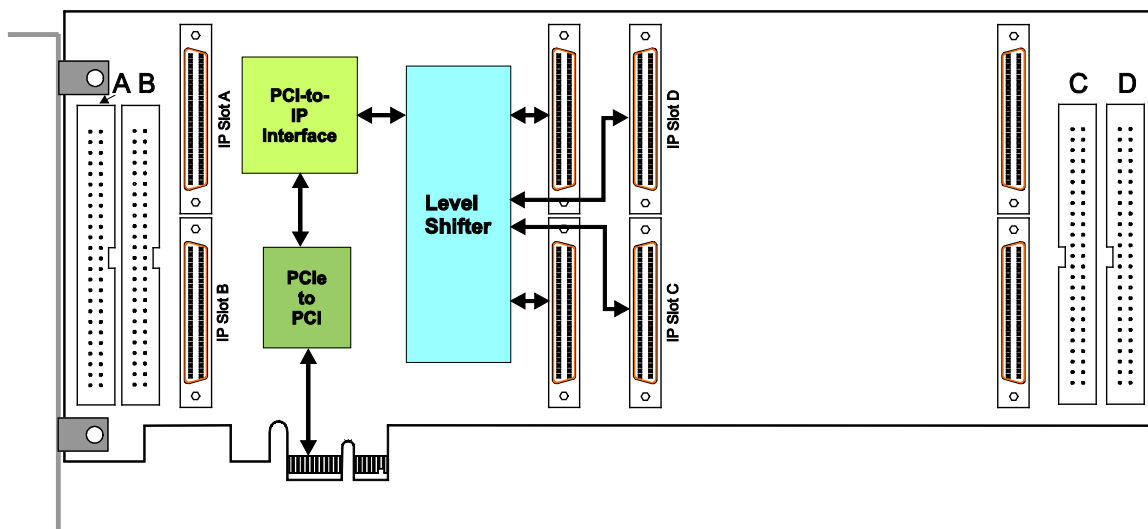 A B
IP Slot A
PCI-to-
IP
Interface
IP Slot D
C D
Level
Shifter
IP Slot B
PCIe
to
PCI
IP Slot C